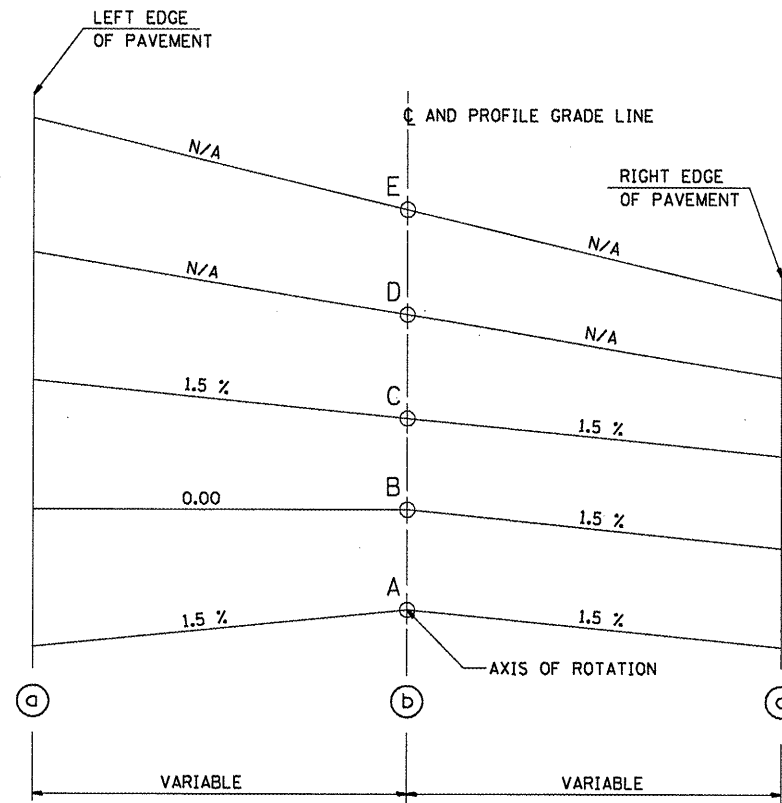 LEFT EDGE
OF PAVEMENT
℄ AND PROFILE GRADE LINE
N/A
E
RIGHT EDGE
OF PAVEMENT
N/A
N/A
D
N/A
1.5 %
C
1.5 %
0.00
B
1.5 %
A
1.5 %
1.5 %
AXIS OF ROTATION
a
b
VARIABLE
VARIABLE